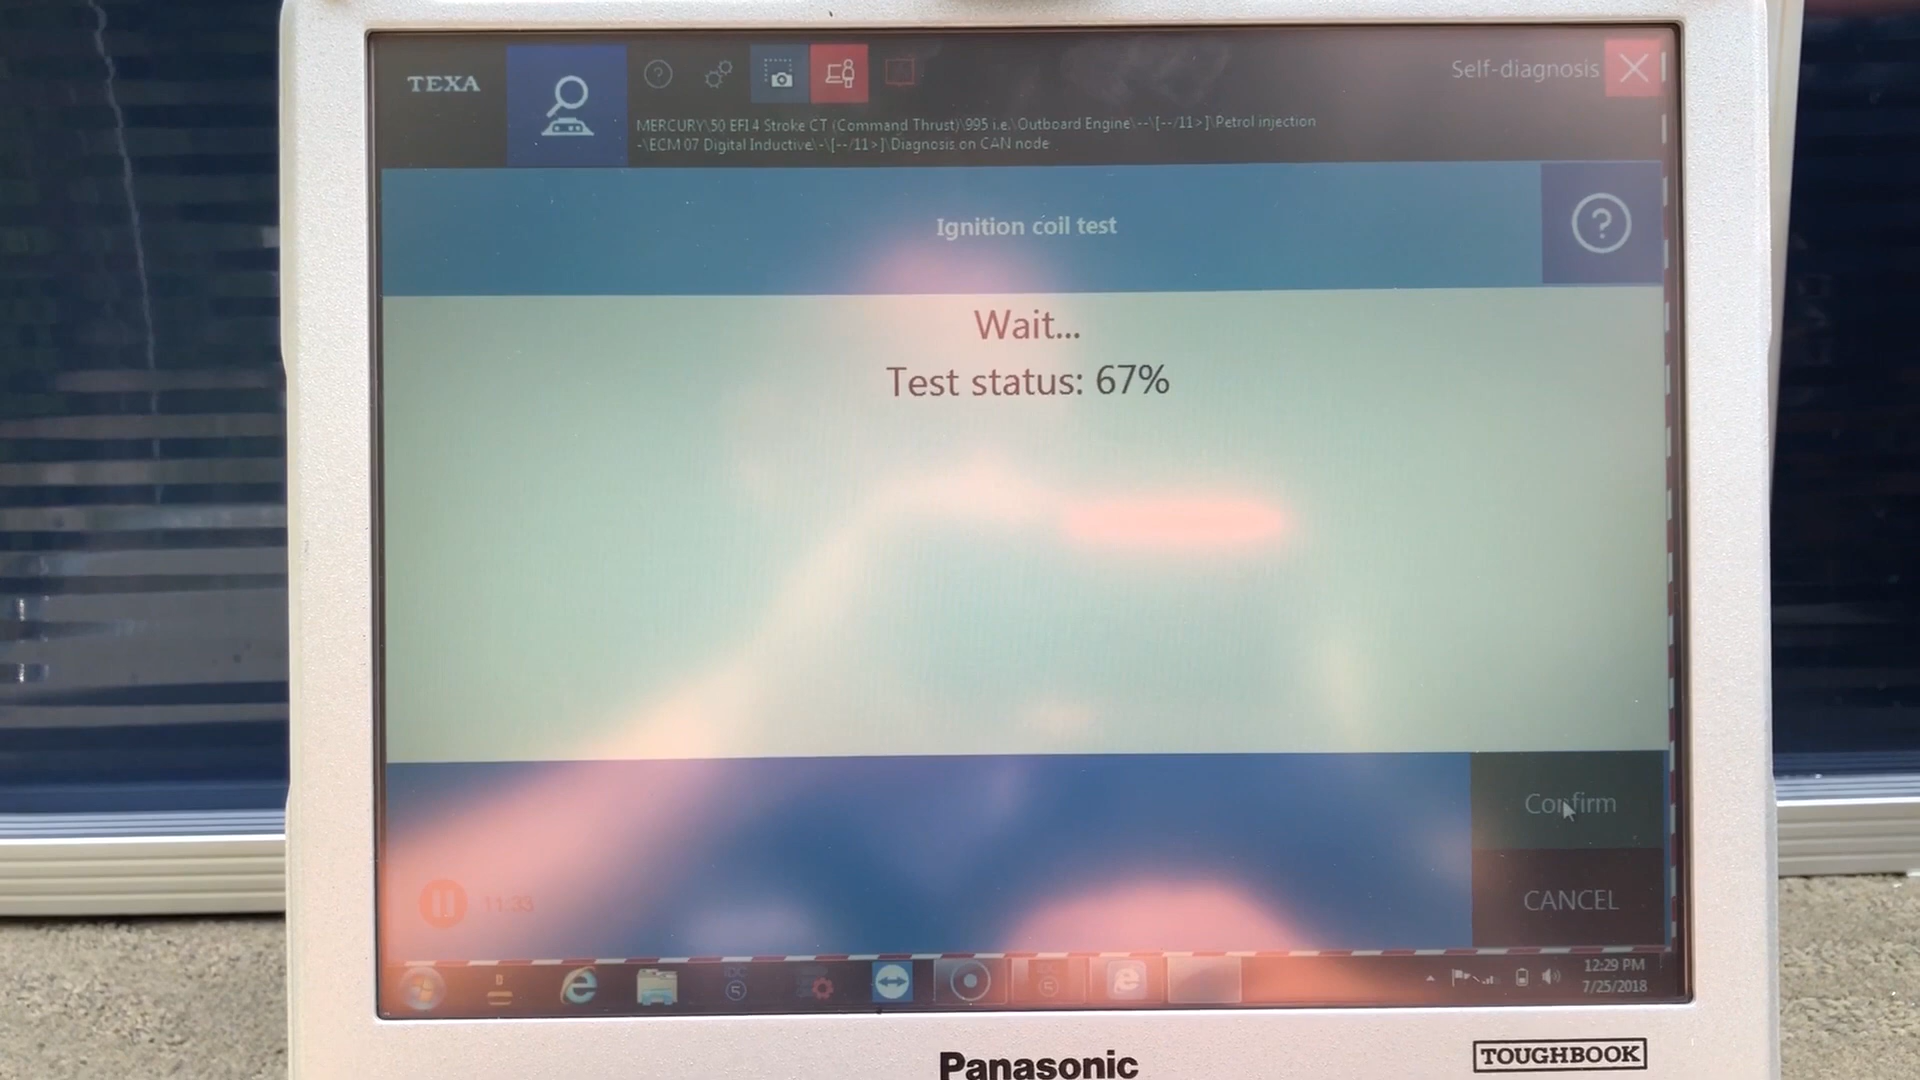 TEXA
Self-diagnosis
MERCURY\50 EFI 4 Stroke CT (Command Thrust)\995 i.e.\Outboard Engine\--\[--/11>]\Petrol injection
-\ECM 07 Digital Inductive\-\[--/11>]\Diagnosis on CAN node
Ignition coil test
?
Wait...
Test status: 67%
Confirm
CANCEL
11:33
12:29 PM
7/25/2018
Panasonic
TOUGHBOOK